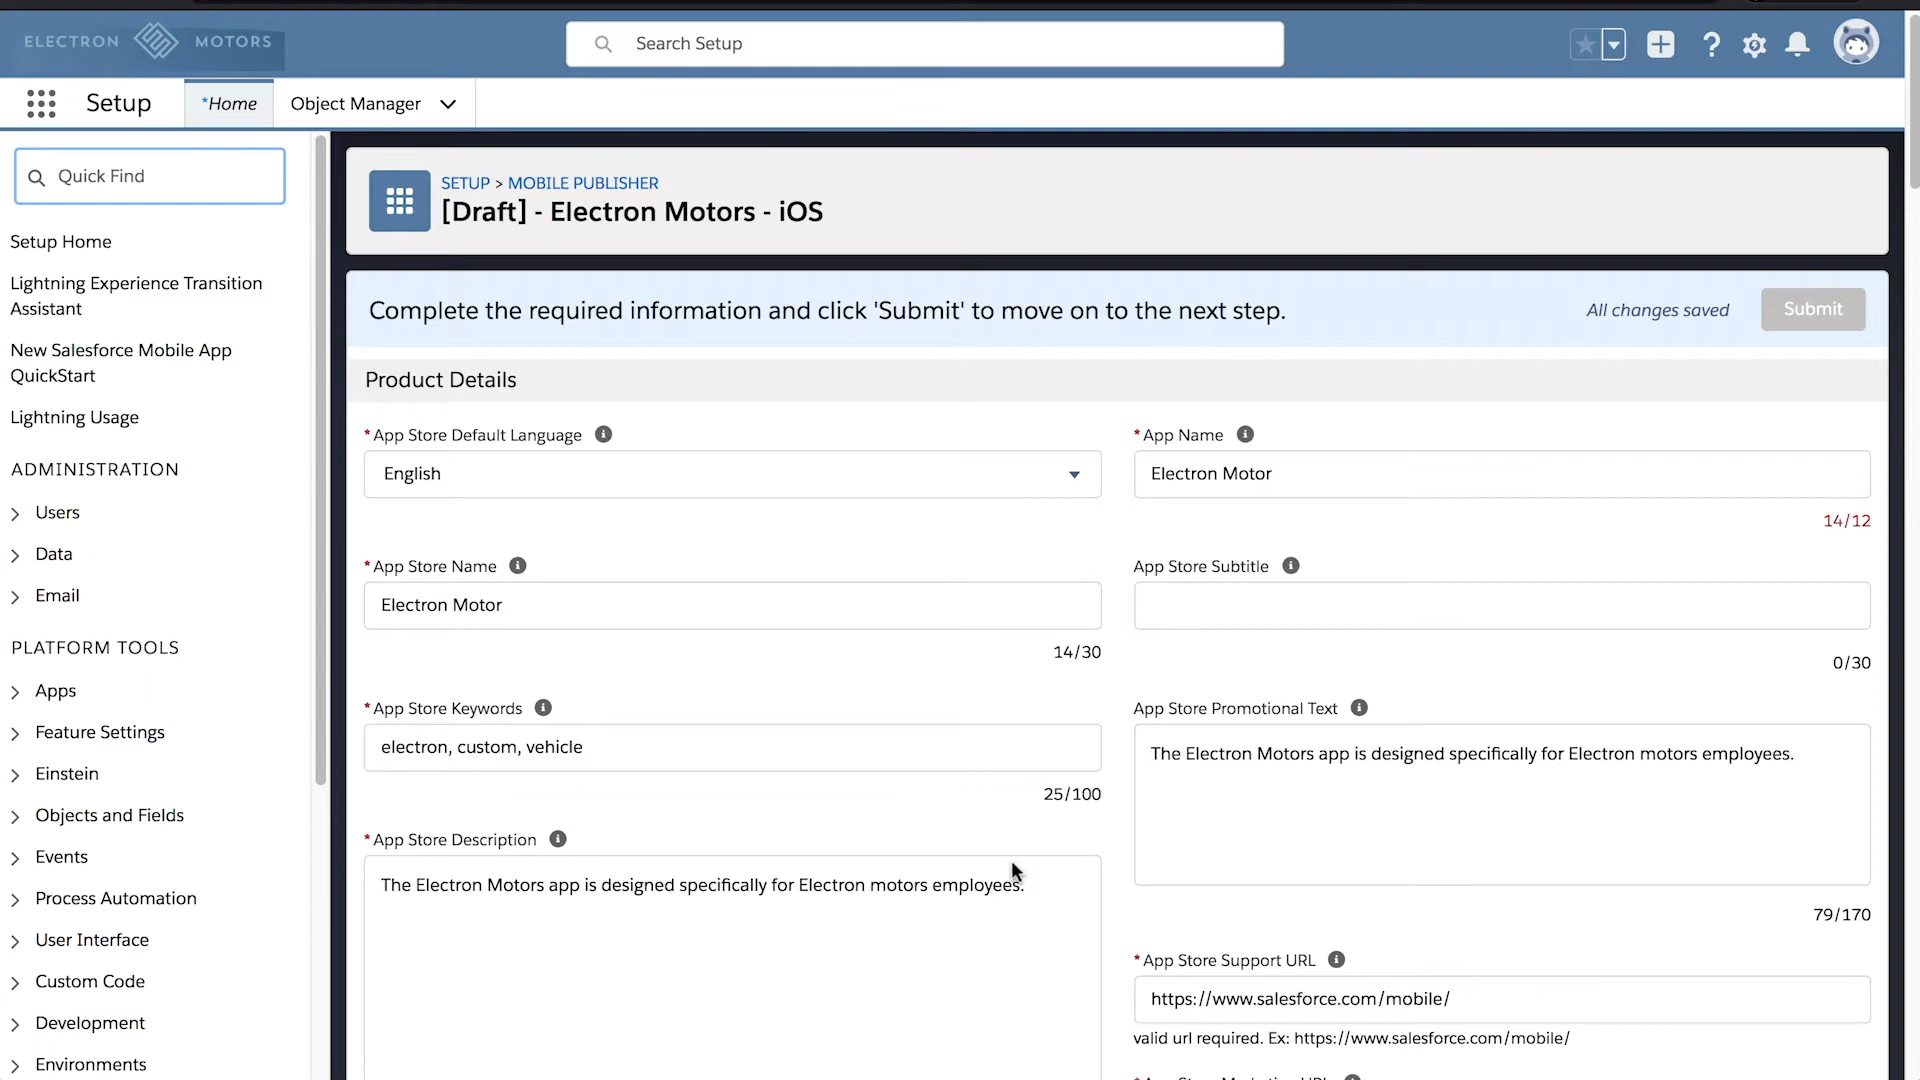 ELECTRON MOTORS
Search Setup
Setup
*Home
Object Manager
Quick Find
Setup Home
Lightning Experience Transition
Assistant
New Salesforce Mobile App
QuickStart
Lightning Usage
ADMINISTRATION
Users
Data
Email
PLATFORM TOOLS
Apps
Feature Settings
Einstein
Objects and Fields
Events
Process Automation
User Interface
Custom Code
Development
Environments
SETUP > MOBILE PUBLISHER
[Draft] - Electron Motors - iOS
Complete the required information and click 'Submit' to move on to the next step.
All changes saved
Submit
Product Details
*App Store Default Language
English
*App Name
Electron Motor
14/12
*App Store Name
Electron Motor
14/30
App Store Subtitle
0/30
*App Store Keywords
electron, custom, vehicle
25/100
App Store Promotional Text
The Electron Motors app is designed specifically for Electron motors employees.
79/170
*App Store Description
The Electron Motors app is designed specifically for Electron motors employees.
*App Store Support URL
https://www.salesforce.com/mobile/
valid url required. Ex: https://www.salesforce.com/mobile/